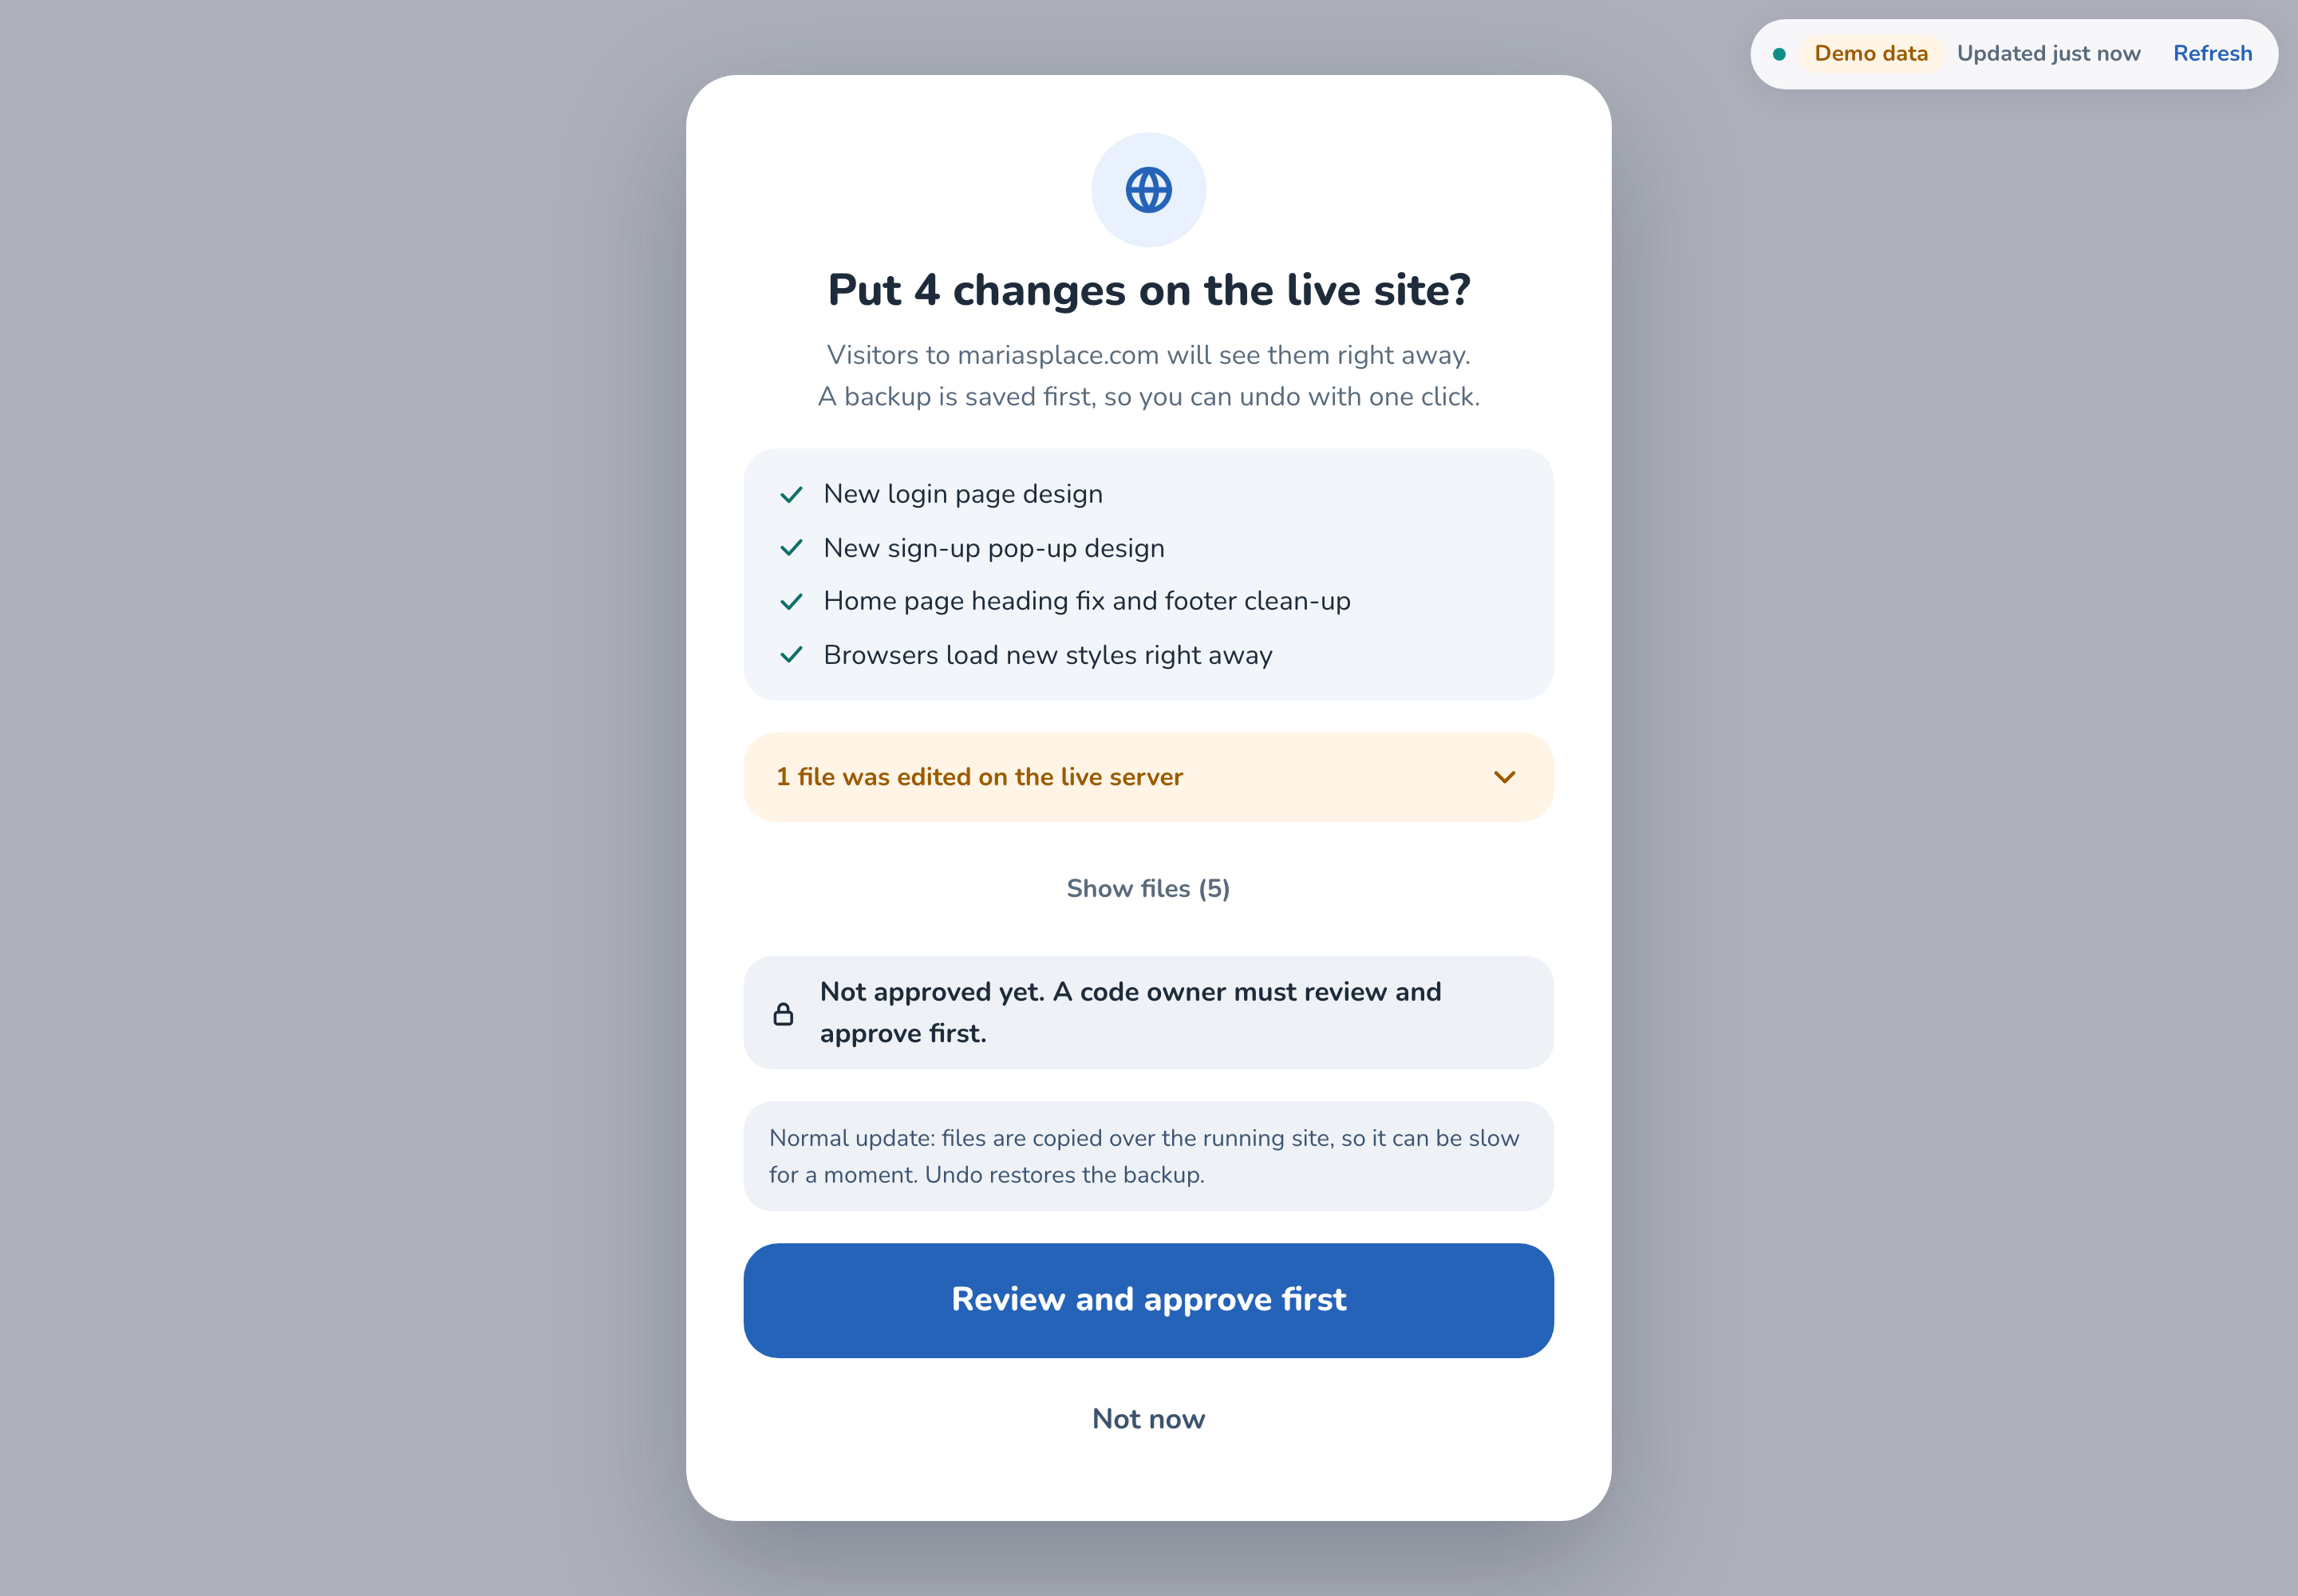 Demo data Updated just now Refresh
Put 4 changes on the live site?
Visitors to mariasplace.com will see them right away.
A backup is saved first, so you can undo with one click.
New login page design
New sign-up pop-up design
Home page heading fix and footer clean-up
Browsers load new styles right away
1 file was edited on the live server
Show files (5)
Not approved yet. A code owner must review and
approve first.
Normal update: files are copied over the running site, so it can be slow
for a moment. Undo restores the backup.
Review and approve first
Not now